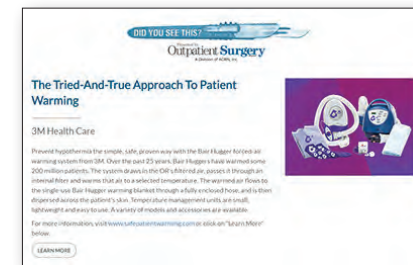 DID YOU SEE THIS?
Presented by
Outpatient Surgery
A Division of AORN, Inc.
The Tried-And-True Approach To Patient
Warming
3M Health Care
Prevent hypothermia the simple, safe, proven way with the Bair Hugger forced-air
warming system from 3M. Over the past 25 years, Bair Huggers have warmed some
200 million patients. The system draws in the OR's filtered air, passes it through an
internal filter and warms that air to a selected temperature. The warmed air flows to
the single-use Bair Hugger warming blanket through a fully enclosed hose, and is then
dispersed across the patient's skin. Temperature management units are small,
lightweight and easy to use. A variety of models and accessories are available.
For more information, visit www.safepatientwarming.com or click on "Learn More"
below.
LEARN MORE